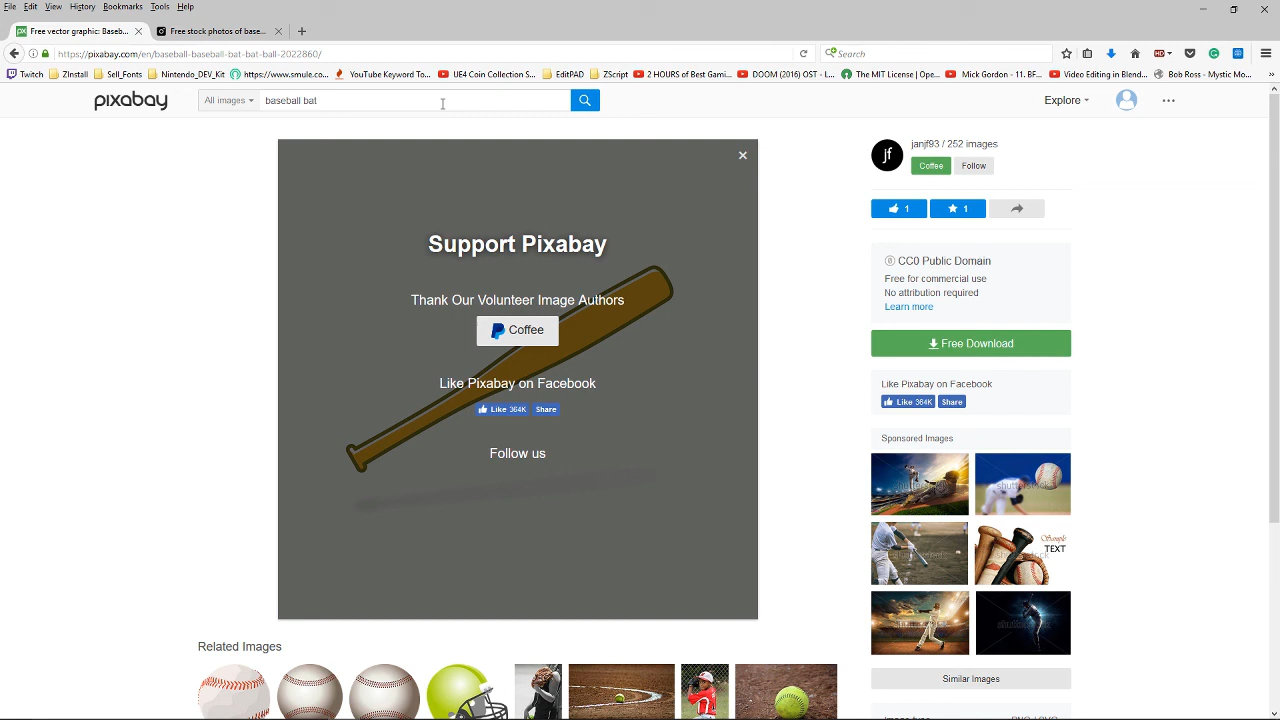 File Edit View History Bookmarks Tools Help
Free vector graphic: Baseb...
Free stock photos of base...
https://pixabay.com/en/baseball-baseball-bat-bat-ball-2022860/
Search
Twitch ZInstall Sell_Fonts Nintendo_DEV_Kit https://www.smule.co... YouTube Keyword To... UE4 Coin Collection S... EditPAD ZScript 2 HOURS of Best Gami... DOOM (2016) OST - L... The MIT License | Ope... Mick Gordon - 11. BF... Video Editing in Blend... Bob Ross - Mystic Mo...
pixabay
All images
baseball bat
Explore
Support Pixabay
Thank Our Volunteer Image Authors
Coffee
Like Pixabay on Facebook
Like 364K Share
Follow us
jf
janjf93 / 252 images
Coffee Follow
1 1
CC0 Public Domain
Free for commercial use
No attribution required
Learn more
Free Download
Like Pixabay on Facebook
Like 364K Share
Sponsored Images
shutterstock
Sample
TEXT
Similar Images
Related Images